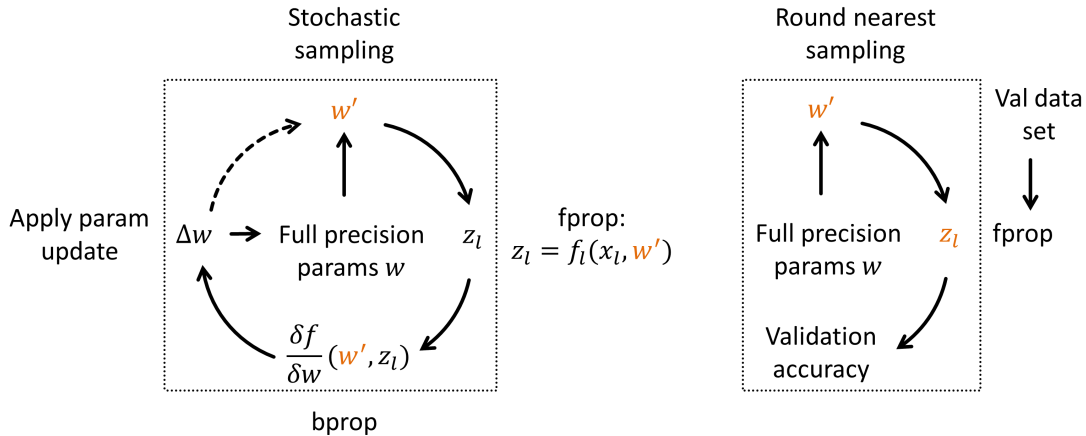 Stochastic
sampling
w′
Apply param
update
Δw
Full precision
params w
z_l
fprop:
z_l = f_l(x_l, w′)
δf
δw
(w′, z_l)
bprop
Round nearest
sampling
w′
Val data
set
Full precision
params w
z_l
fprop
Validation
accuracy